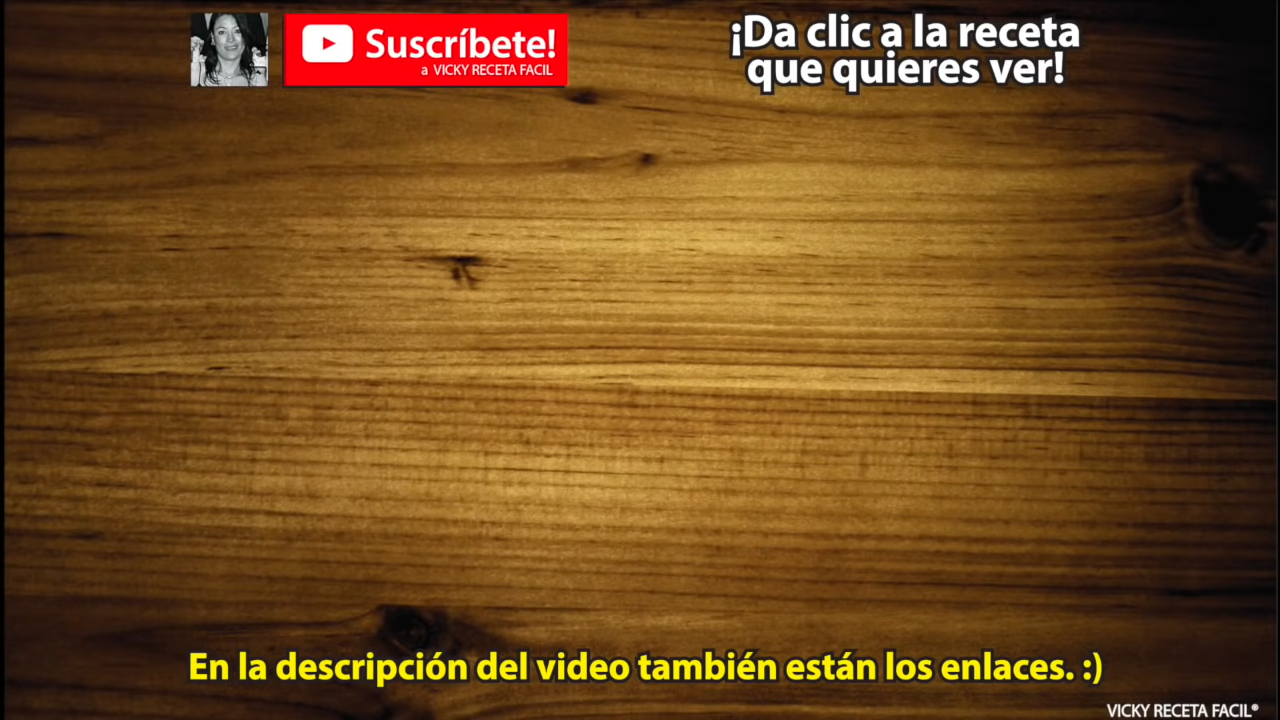 Suscríbete!
a VICKY RECETA FACIL
¡Da clic a la receta
que quieres ver!
En la descripción del video también están los enlaces. :)
VICKY RECETA FACIL®